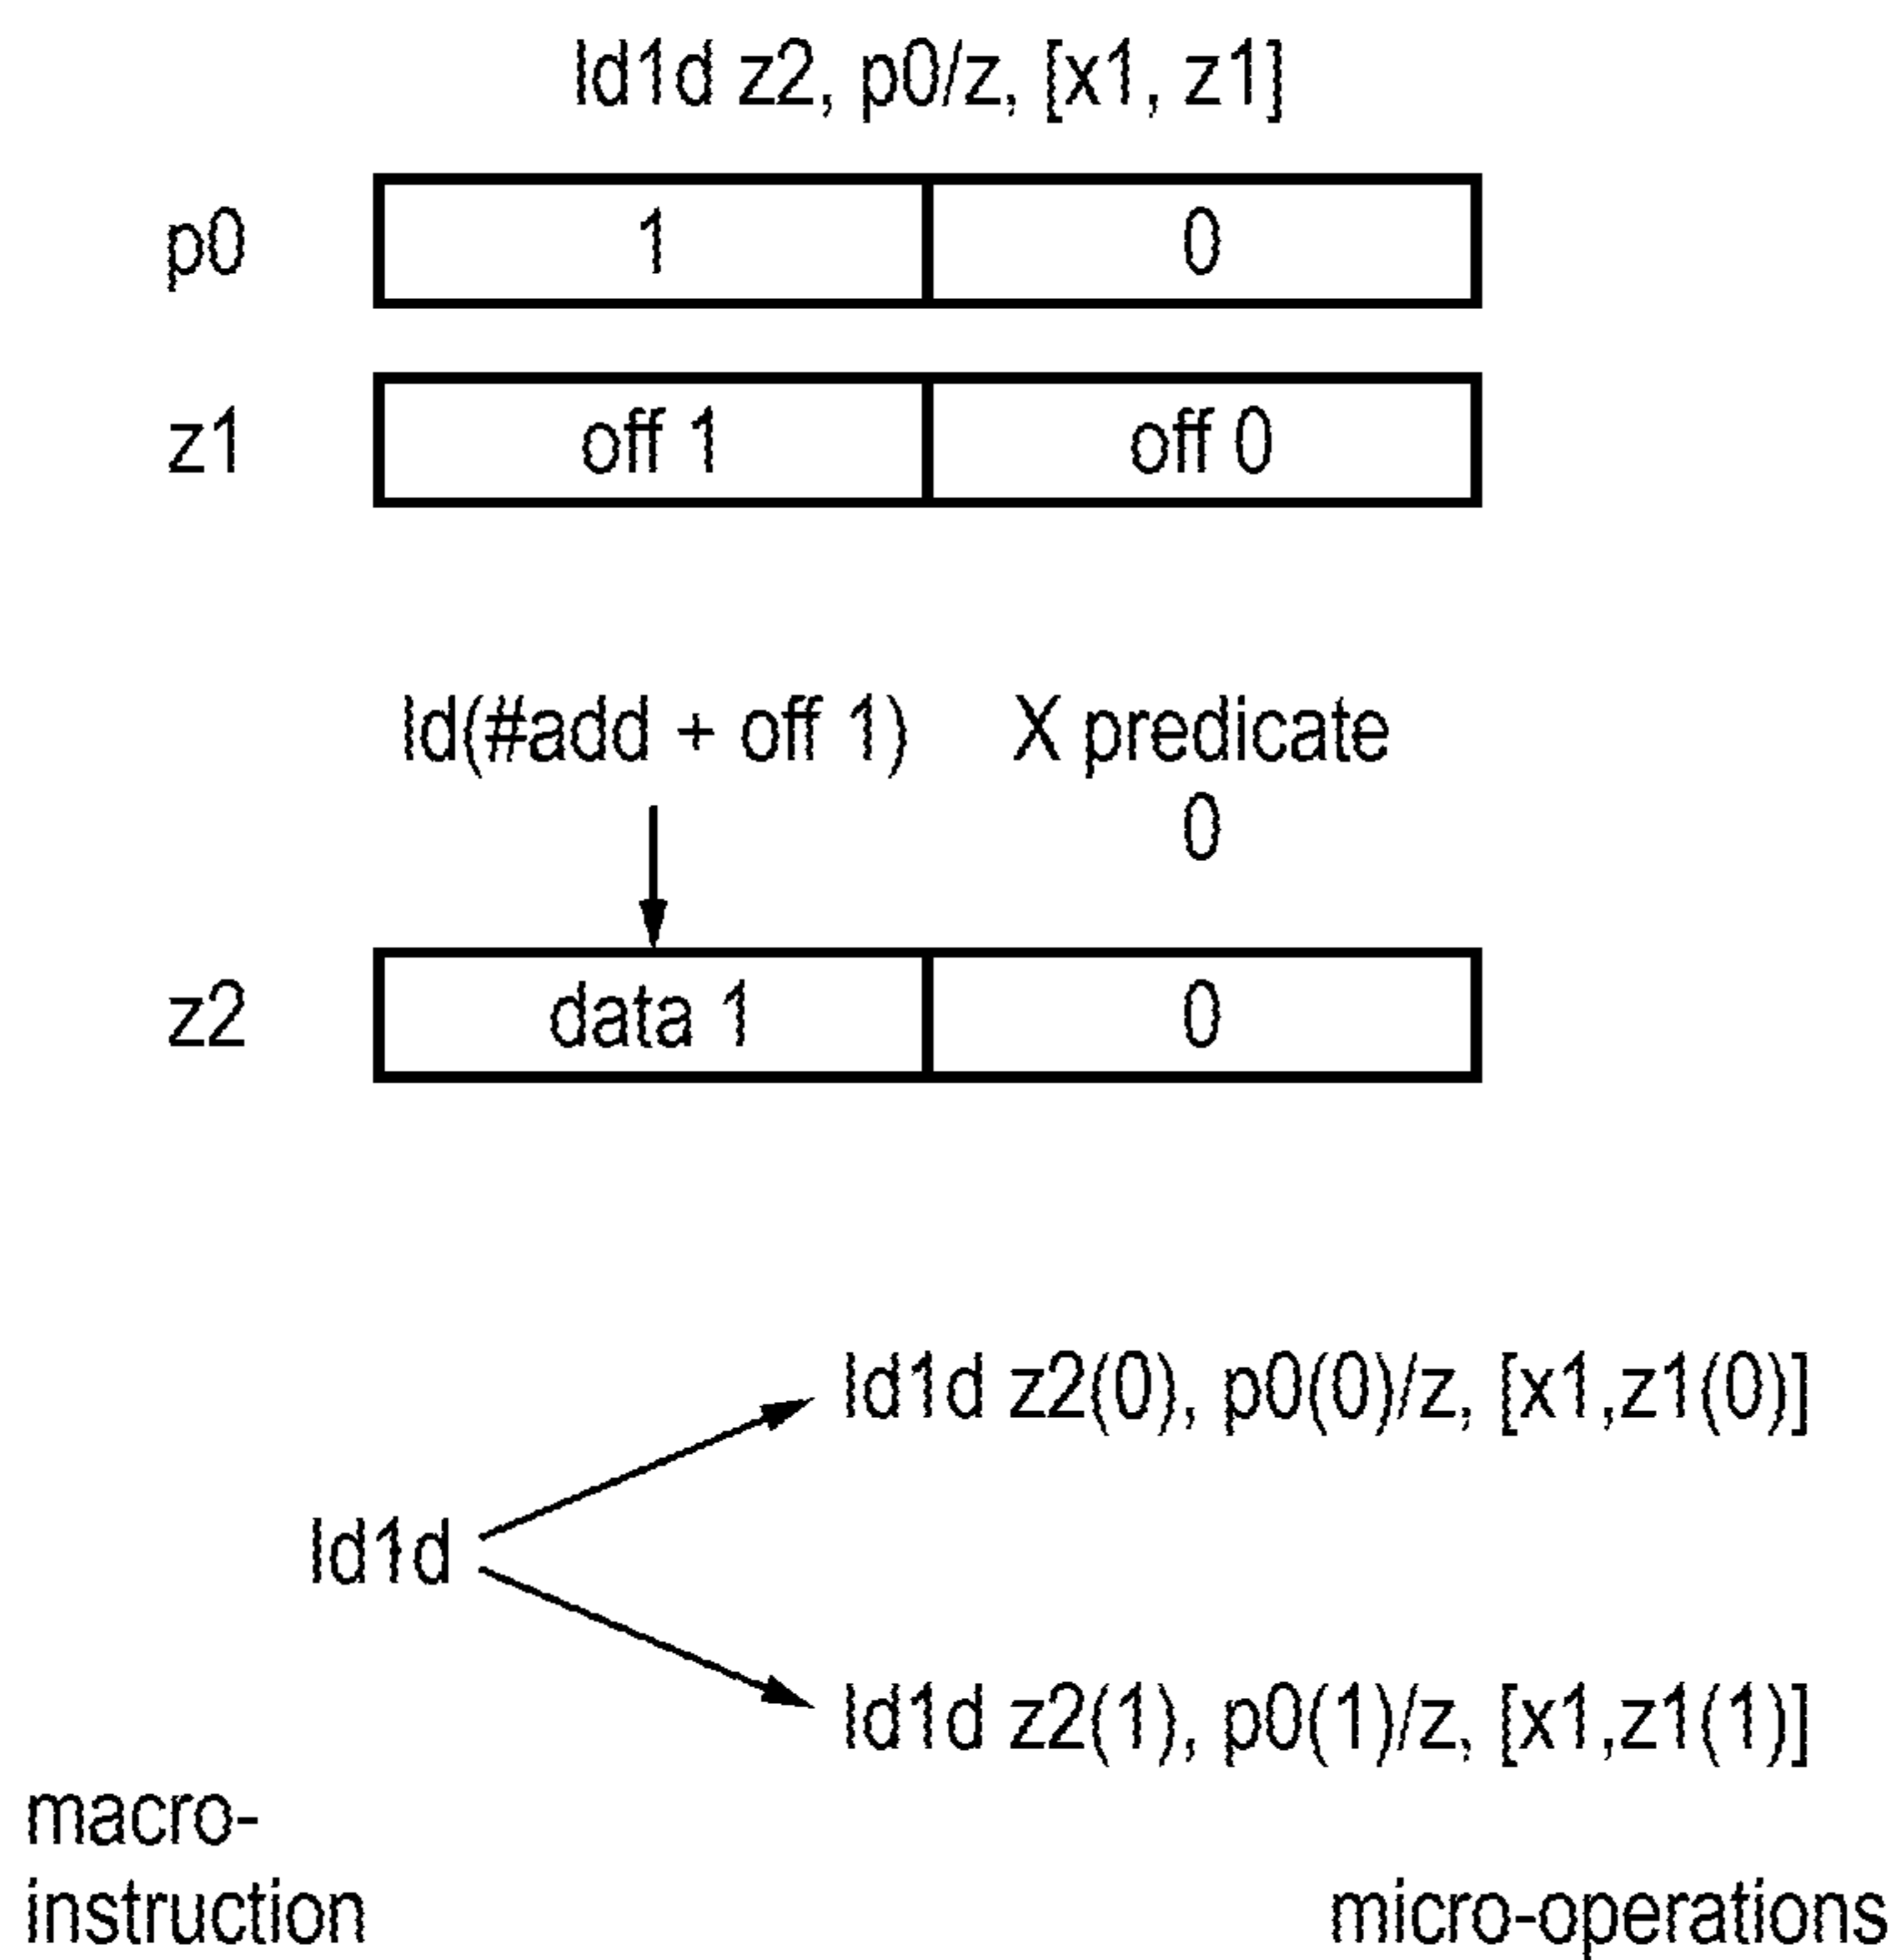 ld1d z2, p0/z, [x1, z1]
p0 1 0
z1 off 1 off 0
ld(#add + off 1) X predicate
0
z2 data 1 0
ld1d z2(0), p0(0)/z, [x1,z1(0)]
ld1d
ld1d z2(1), p0(1)/z, [x1,z1(1)]
macro-
instruction micro-operations